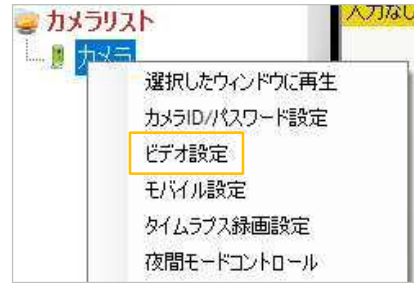 カメラリスト
入力なし
カメラ
選択したウィンドウに再生
カメラID/パスワード設定
ビデオ設定
モバイル設定
タイムラプス録画設定
夜間モードコントロール